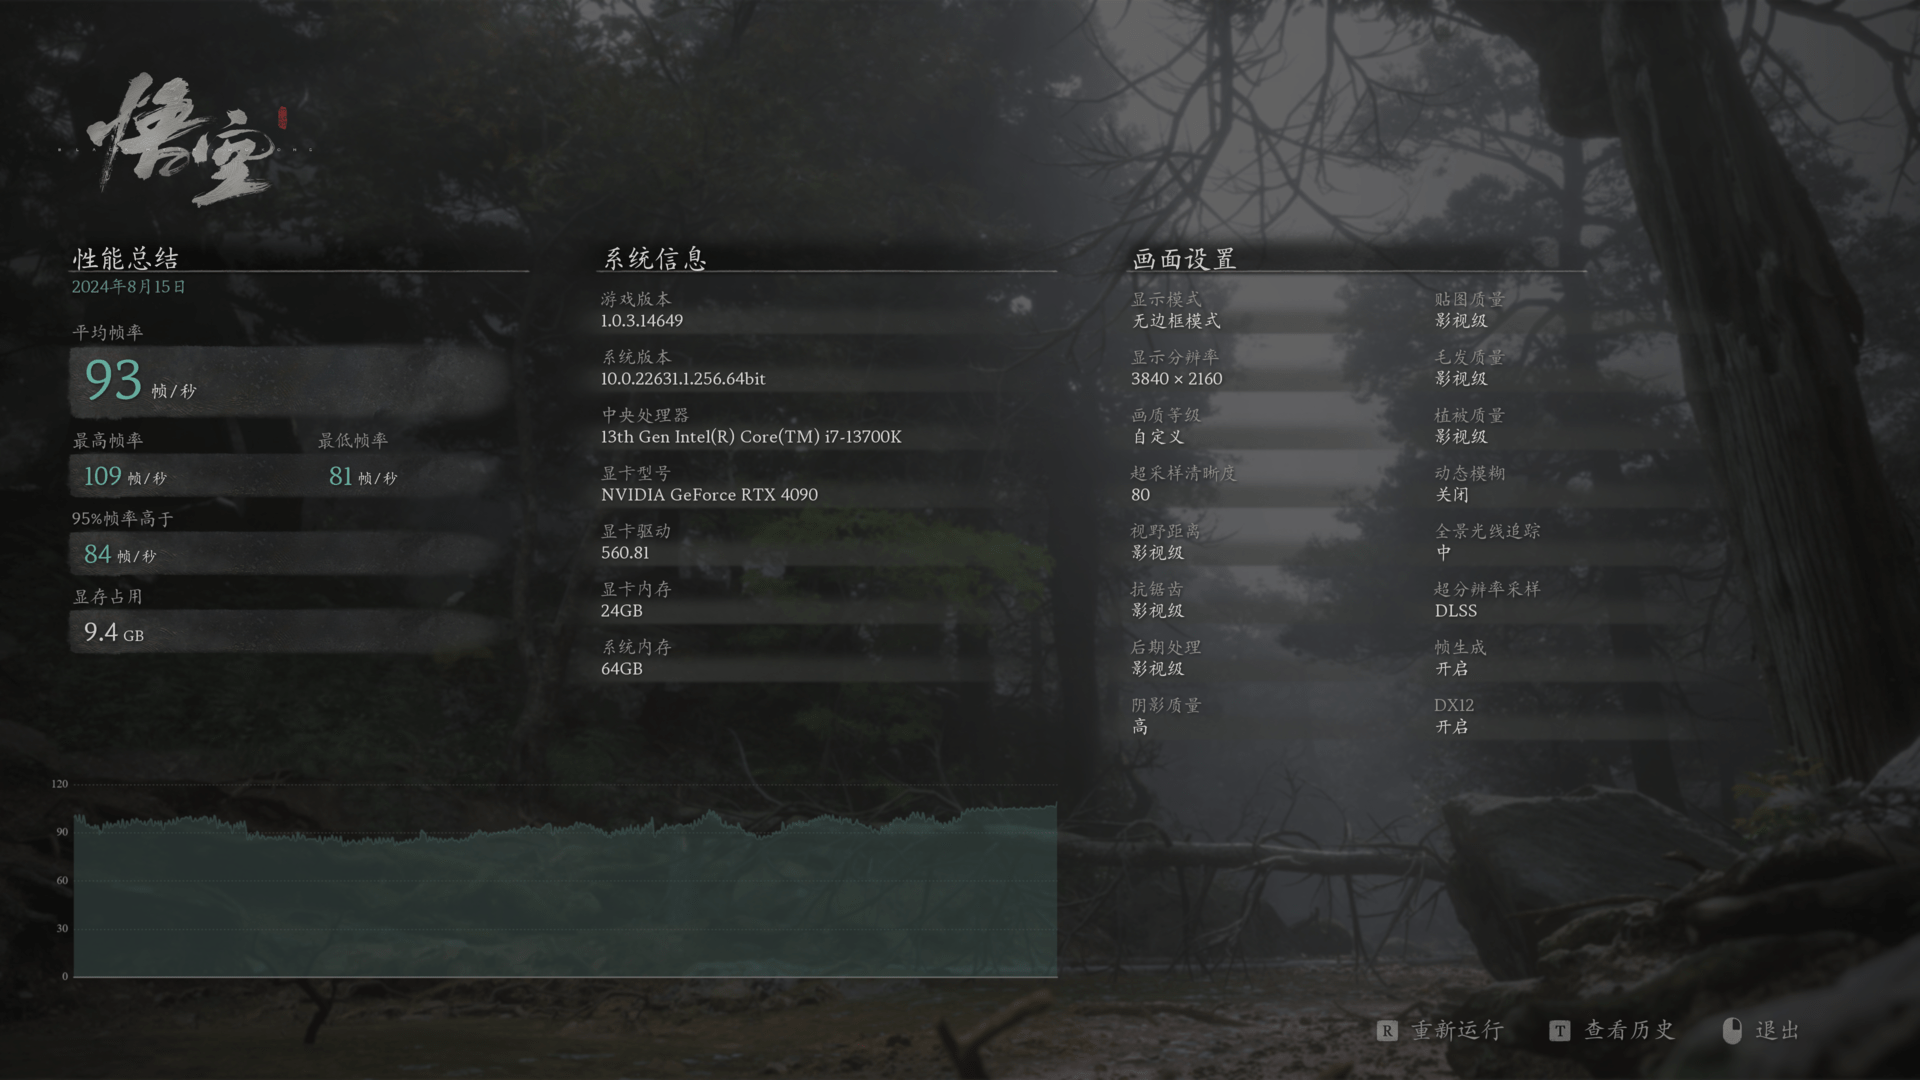 悟空
性能总结
2024年8月15日
平均帧率
93 帧/秒
最高帧率 最低帧率
109 帧/秒 81 帧/秒
95%帧率高于
84 帧/秒
显存占用
9.4 GB
系统信息
游戏版本
1.0.3.14649
系统版本
10.0.22631.1.256.64bit
中央处理器
13th Gen Intel(R) Core(TM) i7-13700K
显卡型号
NVIDIA GeForce RTX 4090
显卡驱动
560.81
显卡内存
24GB
系统内存
64GB
画面设置
显示模式
无边框模式
显示分辨率
3840 × 2160
画质等级
自定义
超采样清晰度
80
视野距离
影视级
抗锯齿
影视级
后期处理
影视级
阴影质量
高
贴图质量
影视级
毛发质量
影视级
植被质量
影视级
动态模糊
关闭
全景光线追踪
中
超分辨率采样
DLSS
帧生成
开启
DX12
开启
120
90
60
30
0
R 重新运行 T 查看历史 退出